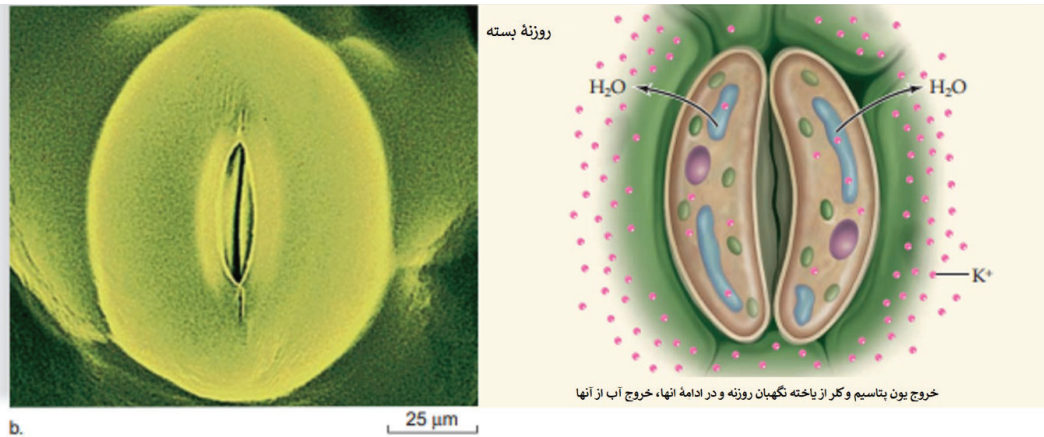 روزنهٔ بسته
H₂O
H₂O
K⁺
خروج یون پتاسیم و کلر از یاخته نگهبان روزنه و در ادامهٔ انها، خروج آب از آنها
25 µm
b.